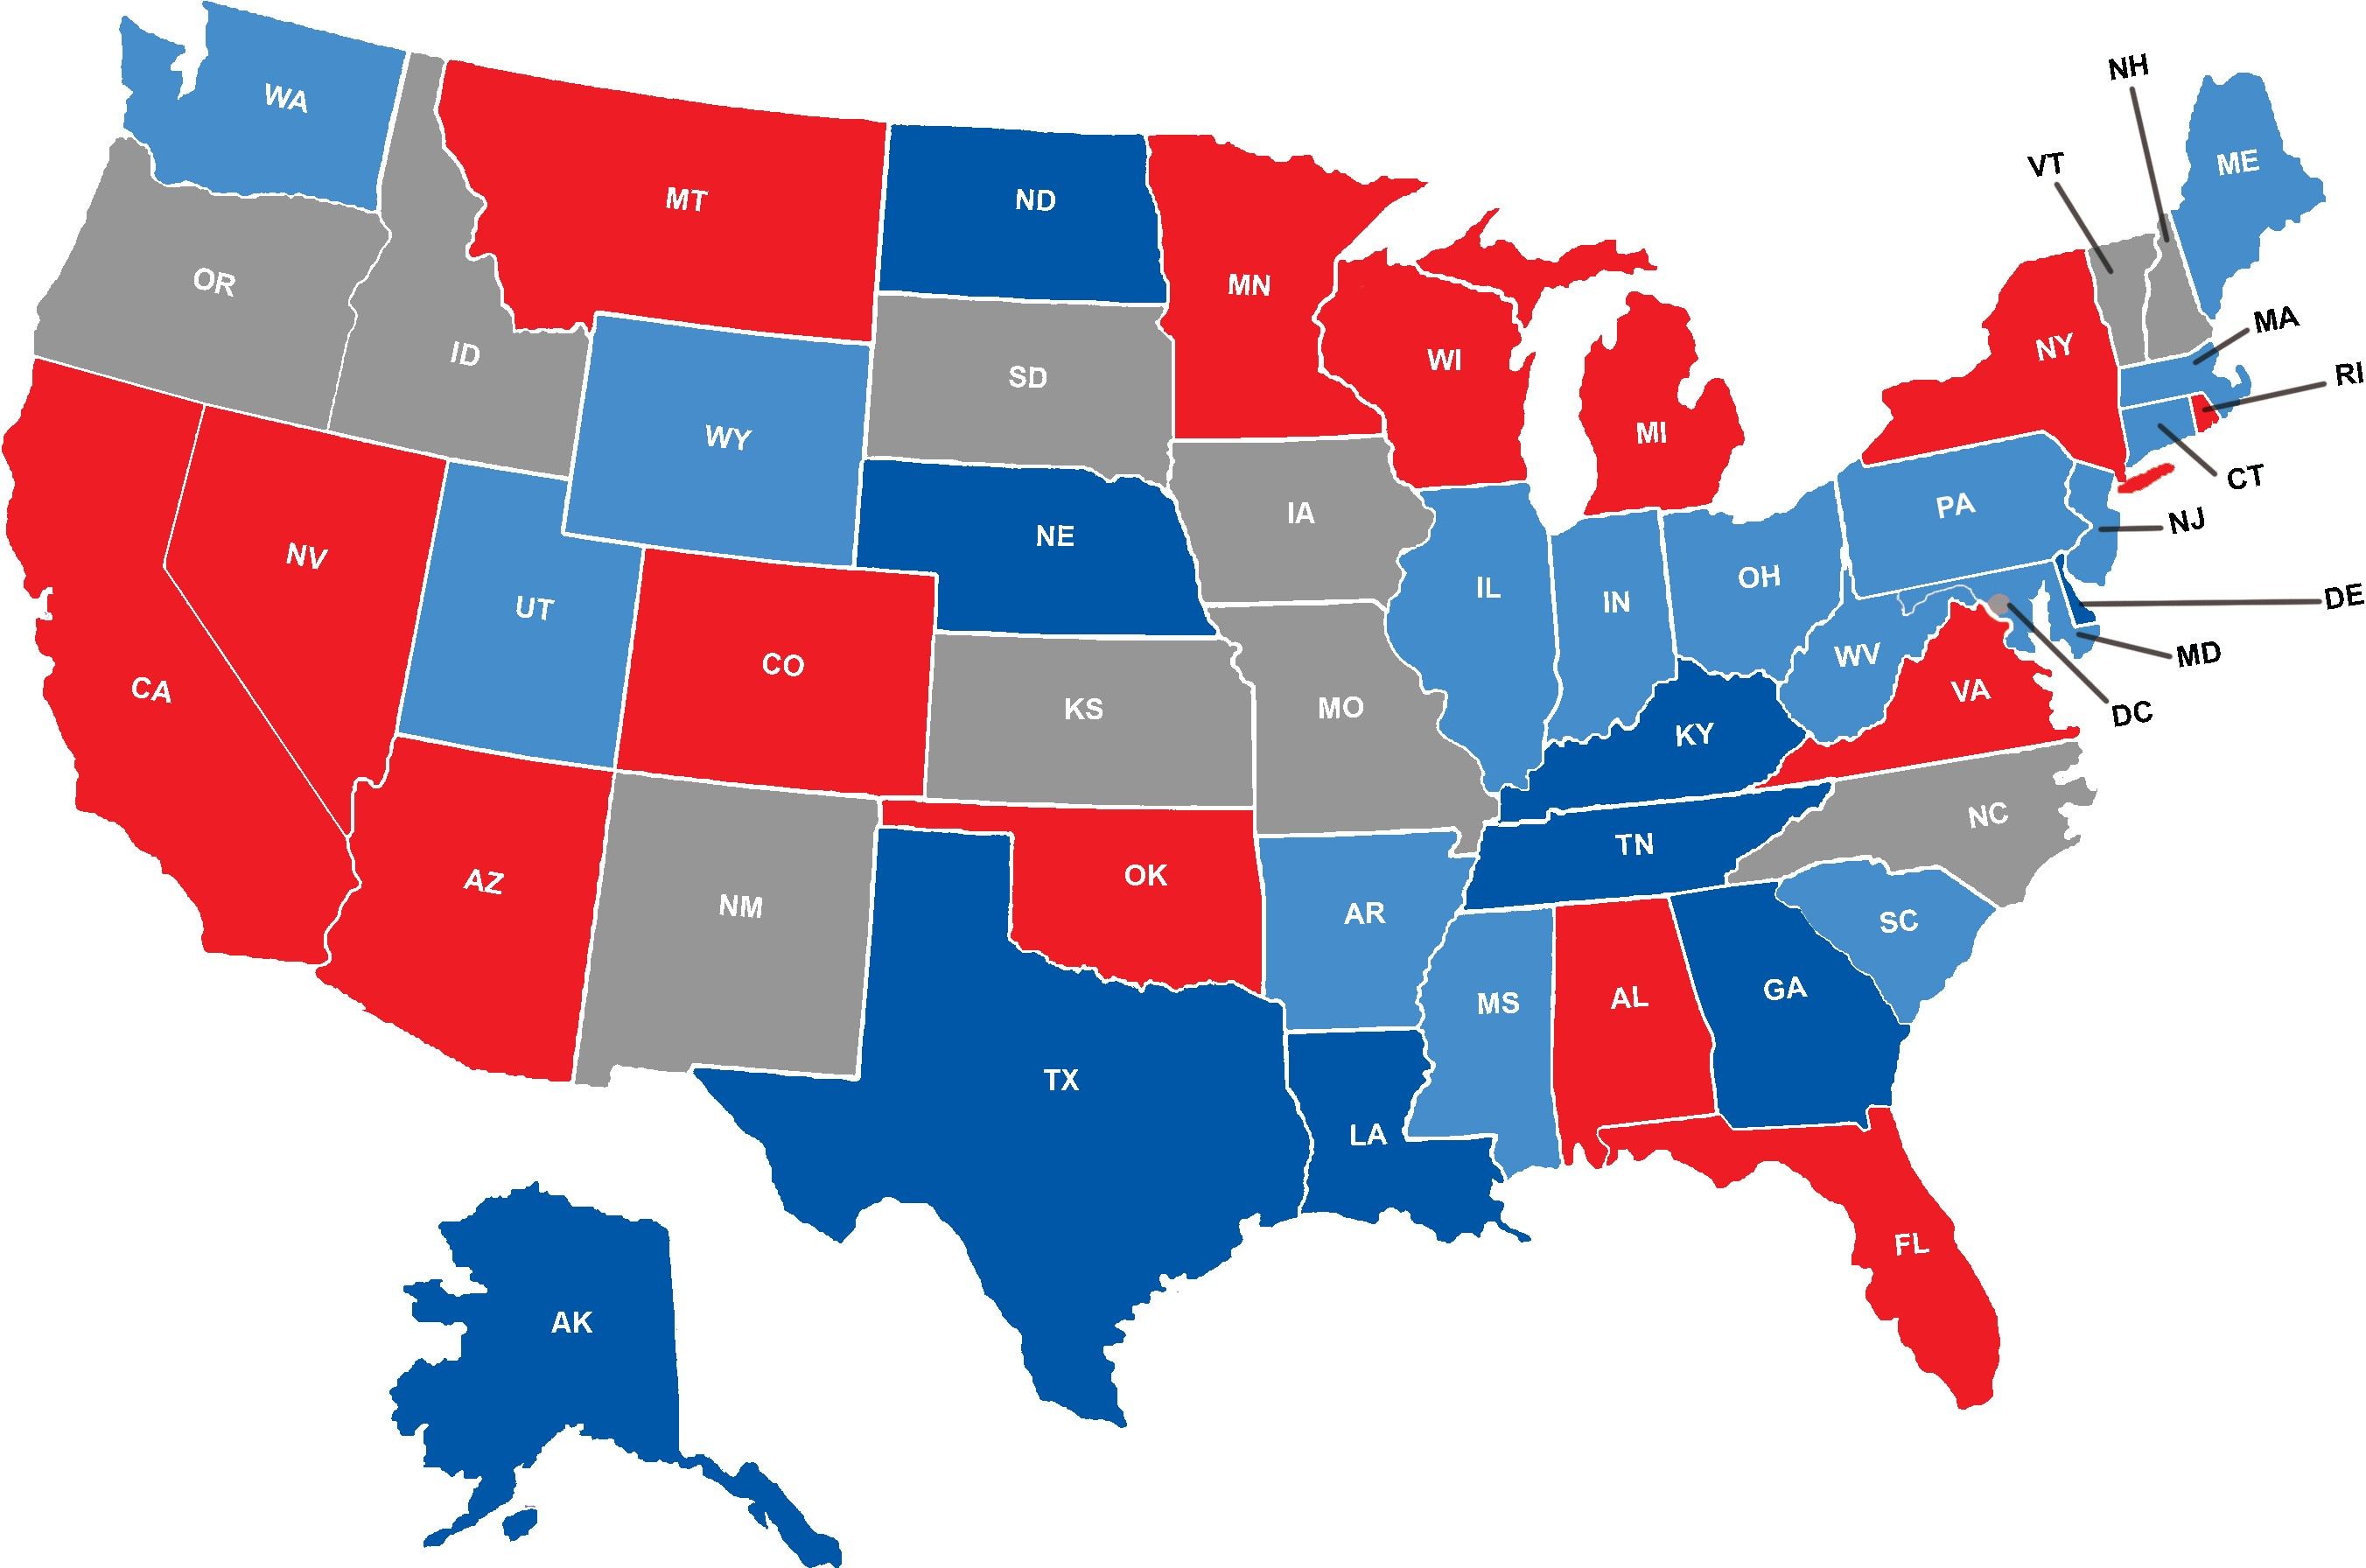 WA
MT
ND
MN
OR
ID
SD
WI
MI
WY
NE
IA
NV
UT
CO
CA
KS
MO
IL
IN
OH
PA
NY
VT
NH
ME
MA
RI
CT
NJ
DE
MD
DC
WV
VA
KY
NC
TN
SC
AZ
NM
OK
AR
MS
AL
GA
TX
LA
FL
AK